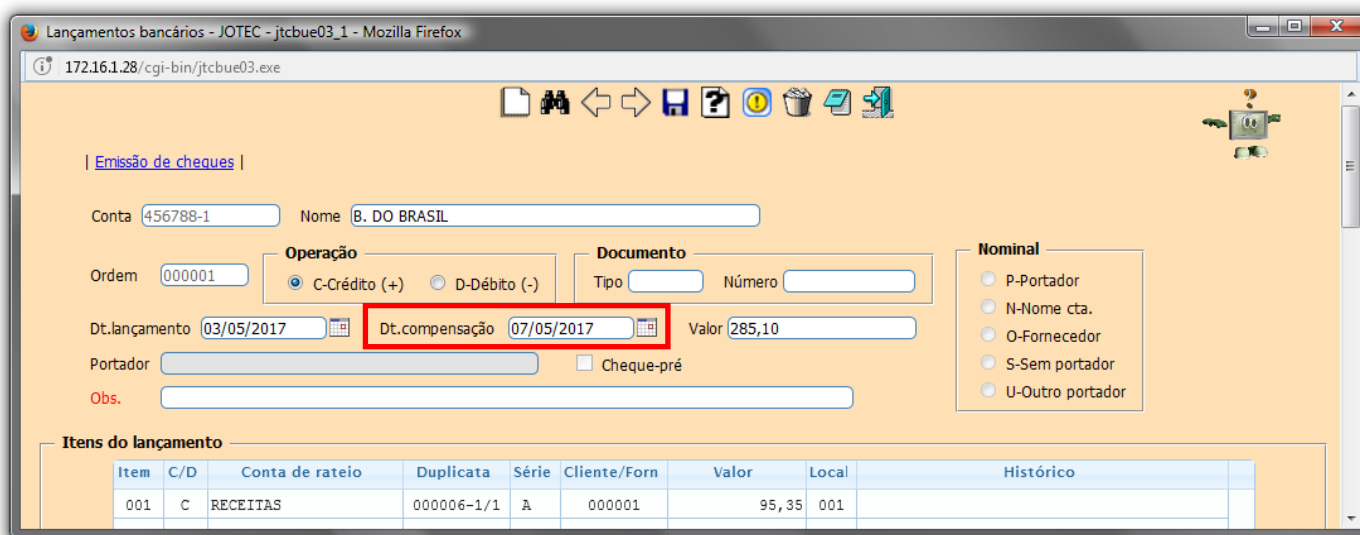 Lançamentos bancários - JOTEC - jtcbue03_1 - Mozilla Firefox
172.16.1.28/cgi-bin/jtcbue03.exe
| Emissão de cheques |
Conta 456788-1 Nome B. DO BRASIL
Operação Documento Nominal
Ordem 000001 C-Crédito (+) D-Débito (-) Tipo Número P-Portador
N-Nome cta.
Dt.lançamento 03/05/2017 Dt.compensação 07/05/2017 Valor 285,10 O-Fornecedor
Portador Cheque-pré S-Sem portador
Obs. U-Outro portador
Itens do lançamento
Item C/D Conta de rateio Duplicata Série Cliente/Forn Valor Local Histórico
001 C RECEITAS 000006-1/1 A 000001 95,35 001